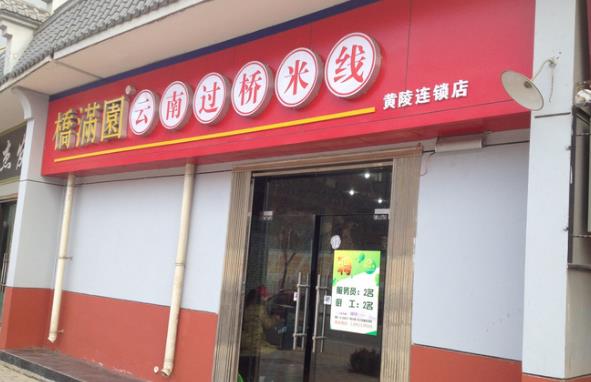 橋滿園云南过桥米线
黄陵连锁店
聘
服务员：2名
厨工：2名